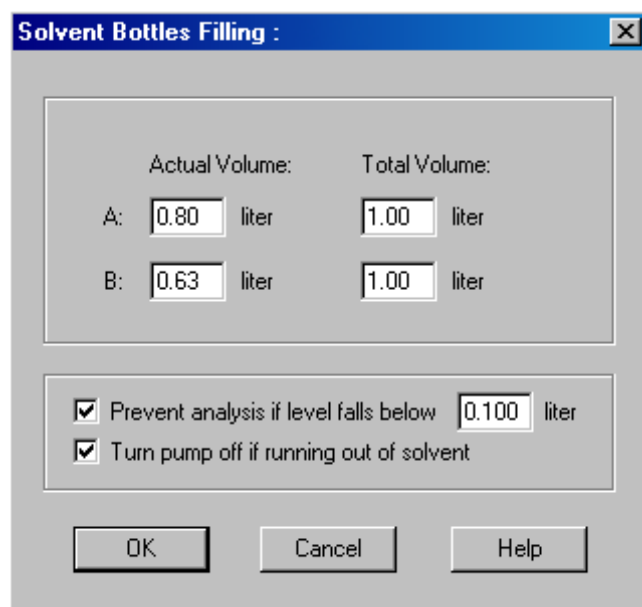 Solvent Bottles Filling :
Actual Volume: Total Volume:
A: 0.80 liter 1.00 liter
B: 0.63 liter 1.00 liter
Prevent analysis if level falls below 0.100 liter
Turn pump off if running out of solvent
OK Cancel Help